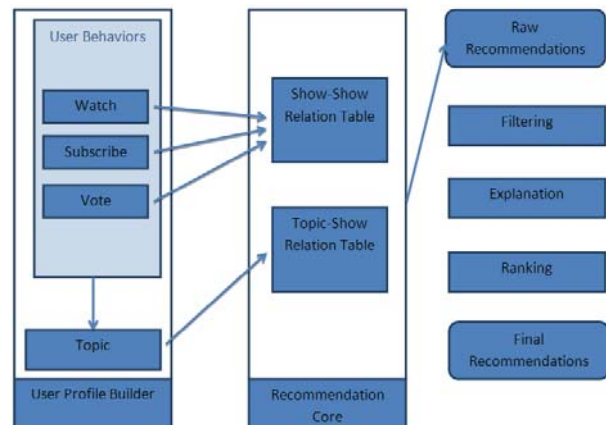 User Behaviors
Watch
Subscribe
Vote
Topic
User Profile Builder
Show-Show
Relation Table
Topic-Show
Relation Table
Recommendation
Core
Raw
Recommendations
Filtering
Explanation
Ranking
Final
Recommendations